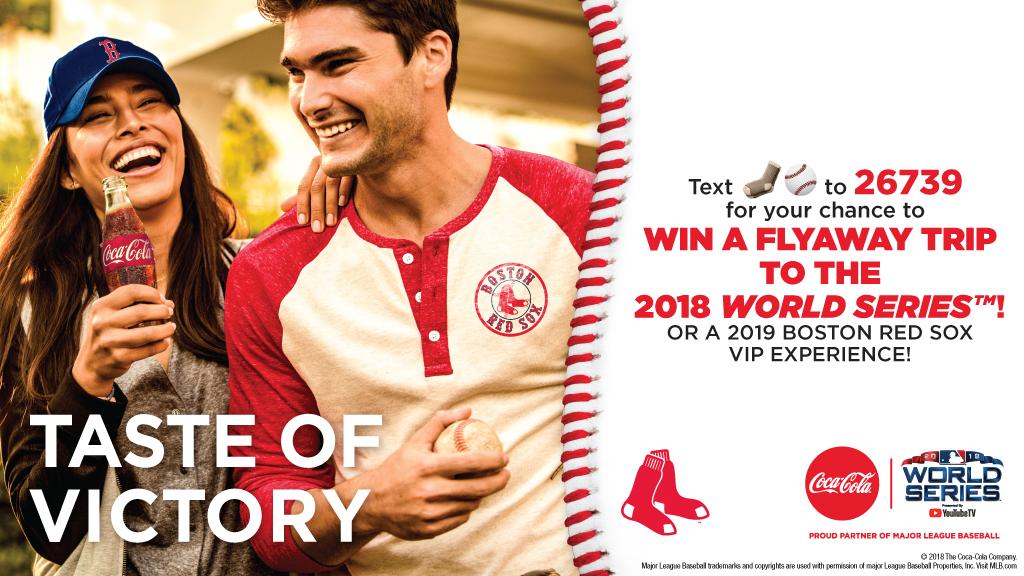 B
Coca-Cola
BOSTON
RED SOX
TASTE OF
VICTORY
Text 🧦⚾ to 26739
for your chance to
WIN A FLYAWAY TRIP
TO THE
2018 WORLD SERIES™!
OR A 2019 BOSTON RED SOX
VIP EXPERIENCE!
Coca-Cola
2018
WORLD
SERIES
Presented By
YouTubeTV
PROUD PARTNER OF MAJOR LEAGUE BASEBALL
© 2018 The Coca-Cola Company.
Major League Baseball trademarks and copyrights are used with permission of major League Baseball Properties, Inc. Visit MLB.com